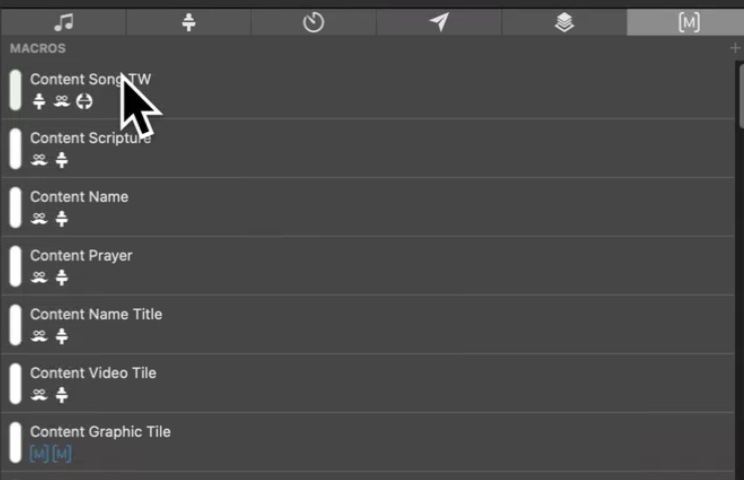 [M]
MACROS
Content Song TW
Content Scripture
Content Name
Content Prayer
Content Name Title
Content Video Tile
Content Graphic Tile
[M] [M]